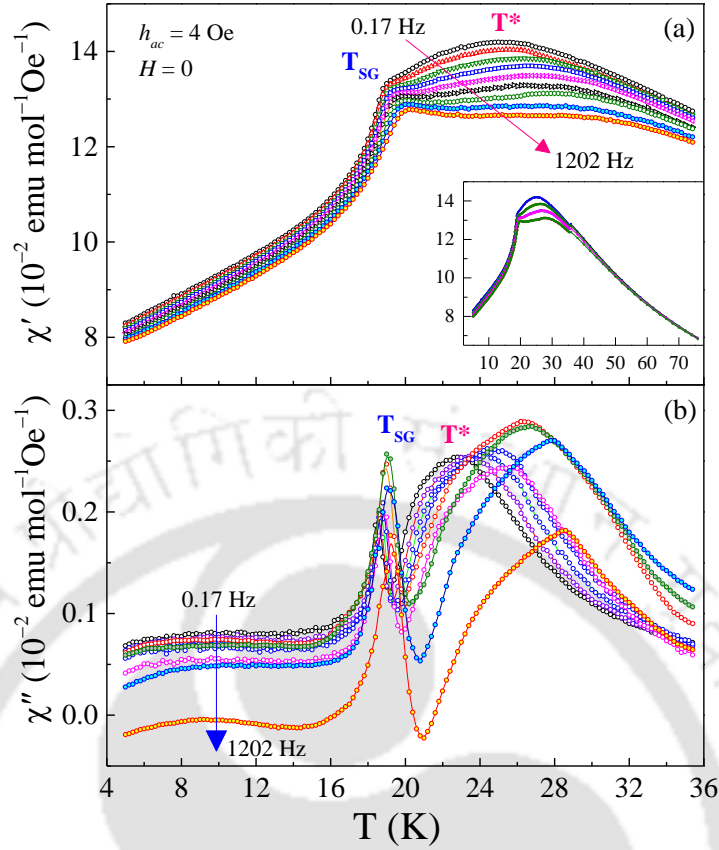 (a)
h_ac = 4 Oe
H = 0
0.17 Hz
T*
T_SG
1202 Hz
χ′ (10⁻² emu mol⁻¹Oe⁻¹)
14
12
10
8
14
13
12
11
10
9
8
10 20 30 40 50 60 70
(b)
T_SG
T*
0.17 Hz
1202 Hz
χ″ (10⁻² emu mol⁻¹Oe⁻¹)
0.3
0.2
0.1
0.0
4 8 12 16 20 24 28 32 36
T (K)